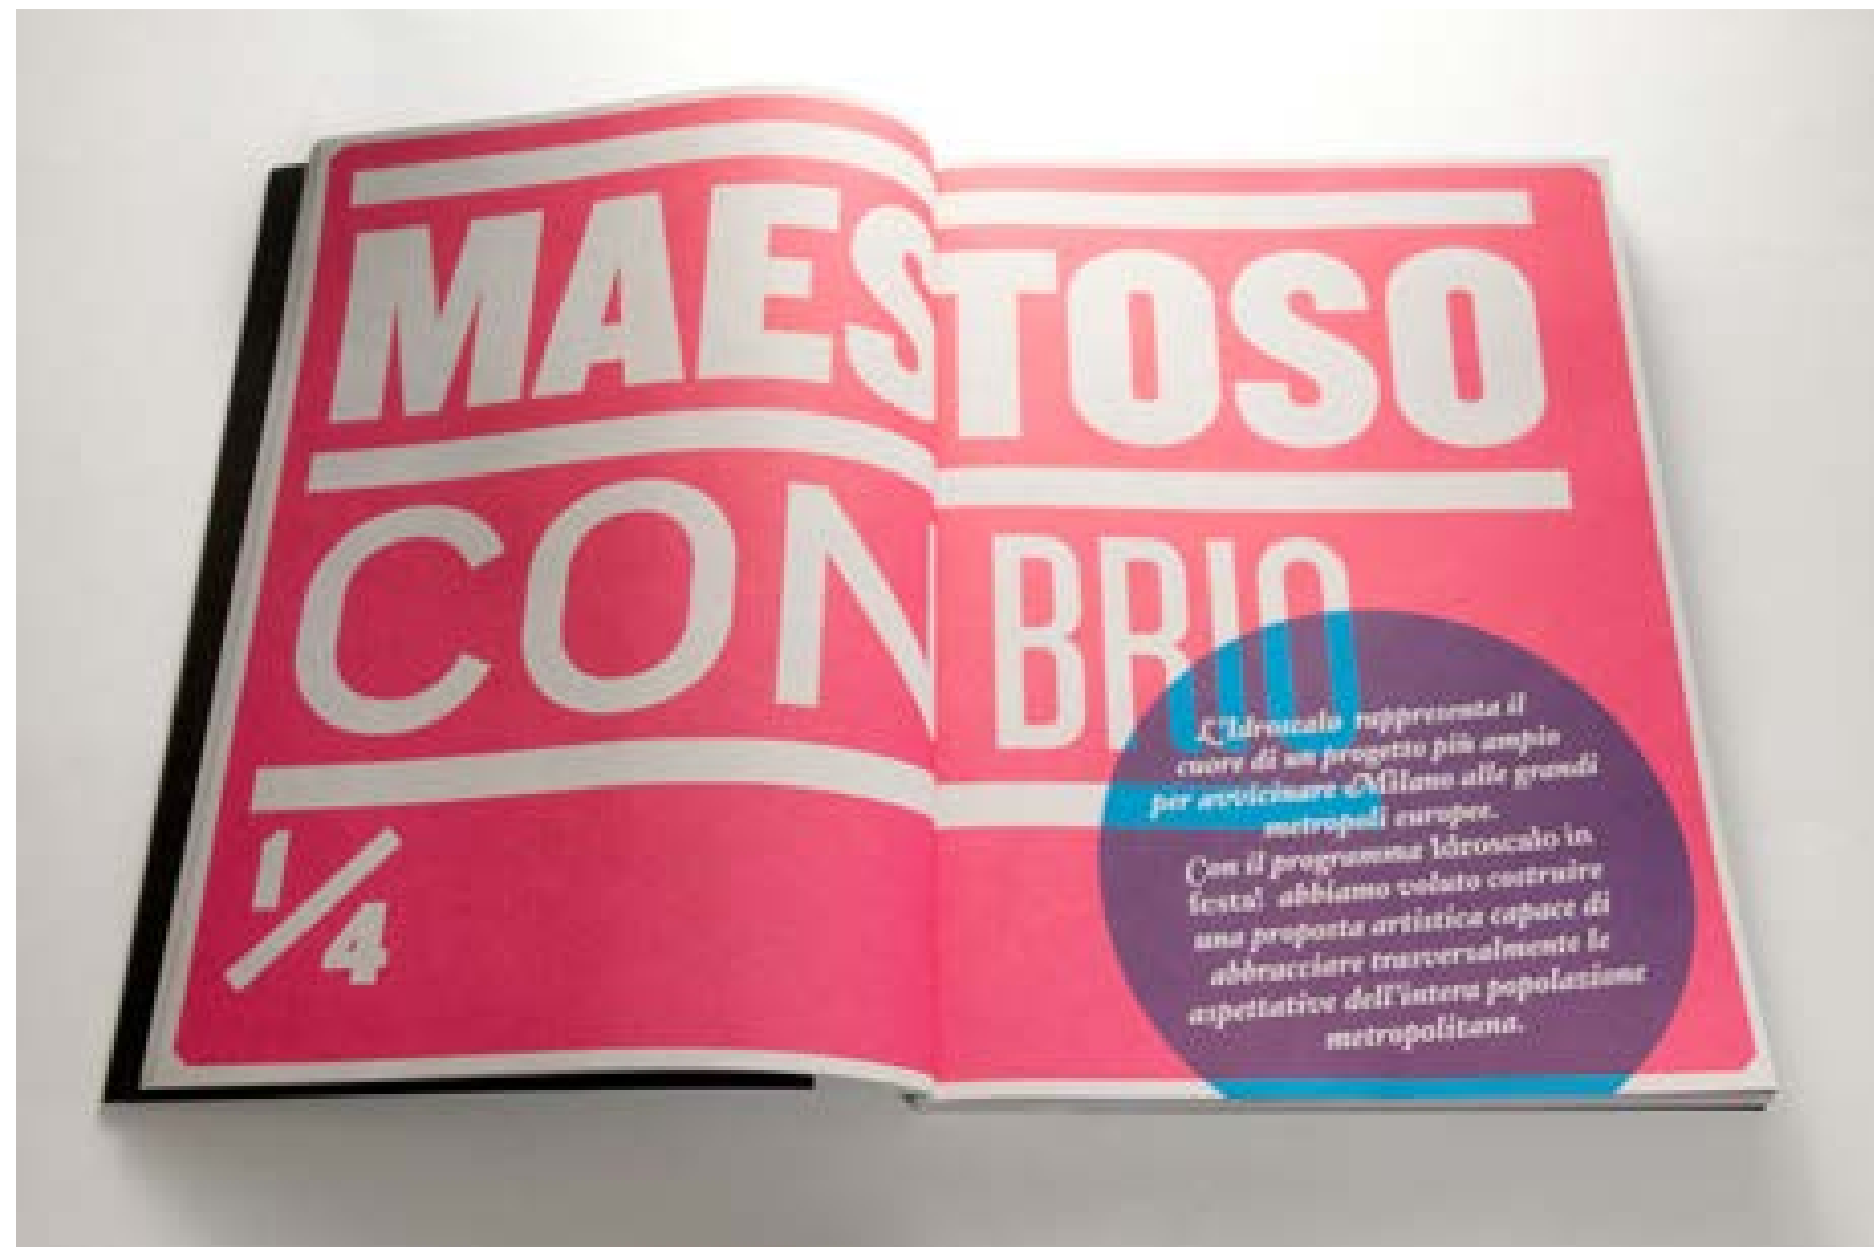 MAESTOSO
CON BRIO
1/4
L'Idroscalo rappresenta il
cuore di un progetto più ampio
per avvicinare Milano alle grandi
metropoli europee.
Con il programma Idroscalo in
festa! abbiamo voluto costruire
una proposta artistica capace di
abbracciare trasversalmente le
aspettative dell'intera popolazione
metropolitana.